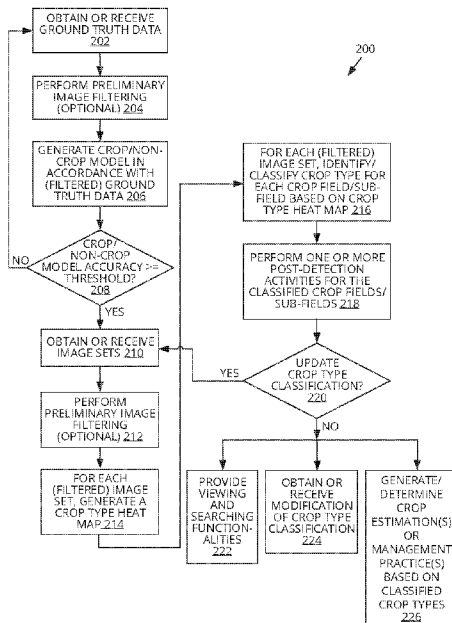 OBTAIN OR RECEIVE
GROUND TRUTH DATA
202
200
PERFORM PRELIMINARY
IMAGE FILTERING
(OPTIONAL) 204
GENERATE CROP/NON-
CROP MODEL IN
ACCORDANCE WITH
(FILTERED) GROUND
TRUTH DATA 206
NO
CROP/
NON-CROP
MODEL ACCURACY >=
THRESHOLD?
208
YES
OBTAIN OR RECEIVE
IMAGE SETS 210
PERFORM
PRELIMINARY IMAGE
FILTERING
(OPTIONAL) 212
FOR EACH
(FILTERED) IMAGE
SET, GENERATE A
CROP TYPE HEAT
MAP 214
FOR EACH (FILTERED)
IMAGE SET, IDENTIFY/
CLASSIFY CROP TYPE FOR
EACH CROP FIELD/SUB-
FIELD BASED ON CROP
TYPE HEAT MAP 216
PERFORM ONE OR MORE
POST-DETECTION
ACTIVITIES FOR THE
CLASSIFIED CROP FIELDS/
SUB-FIELDS 218
YES
UPDATE
CROP TYPE
CLASSIFICATION?
220
NO
PROVIDE
VIEWING
AND
SEARCHING
FUNCTION-
ALITIES
222
OBTAIN OR
RECEIVE
MODIFICATION
OF CROP TYPE
CLASSIFICATION
224
GENERATE/
DETERMINE CROP
ESTIMATION(S)
OR
MANAGEMENT
PRACTICE(S)
BASED ON
CLASSIFIED
CROP TYPES
226